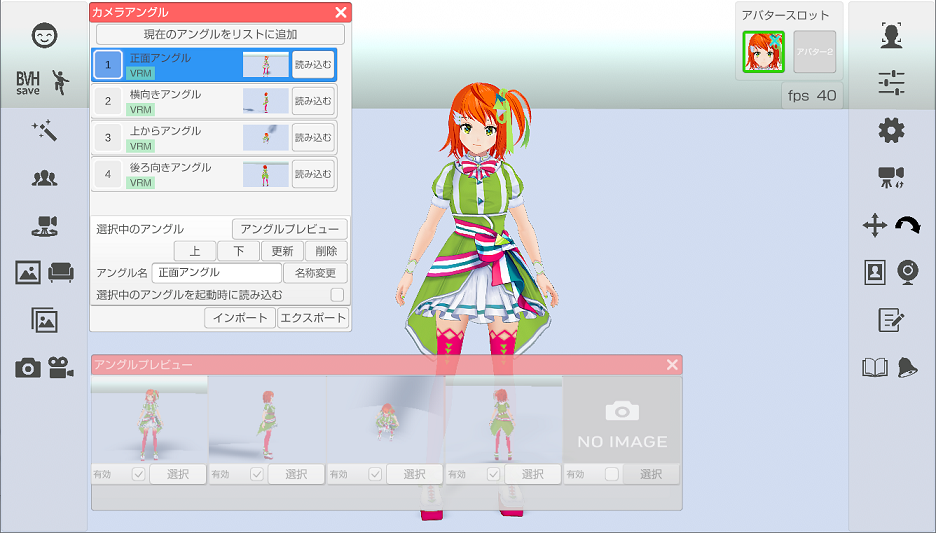 カメラアングル
現在のアングルをリストに追加
1 正面アングル VRM 読み込む
2 横向きアングル VRM 読み込む
3 上からアングル VRM 読み込む
4 後ろ向きアングル VRM 読み込む
選択中のアングル アングルプレビュー
上 下 更新 削除
アングル名 正面アングル 名称変更
選択中のアングルを起動時に読み込む
インポート エクスポート
アングルプレビュー
NO IMAGE
有効 選択 有効 選択 有効 選択 有効 選択 有効 選択
BVH
save
アバタースロット
アバター2
fps 40